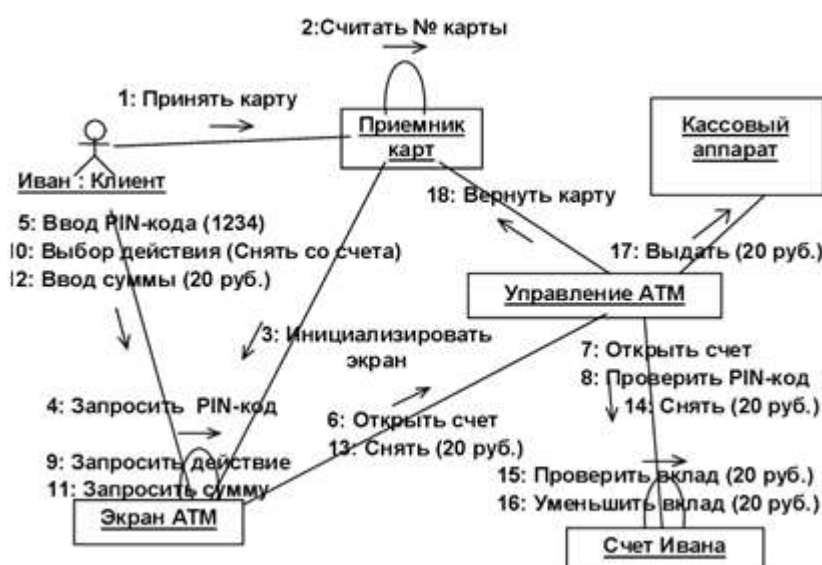 2:Считать № карты
1: Принять карту
Приемник
карт
Кассовый
аппарат
Иван : Клиент
18: Вернуть карту
5: Ввод PIN-кода (1234)
10: Выбор действия (Снять со счета)
12: Ввод суммы (20 руб.)
17: Выдать (20 руб.)
Управление ATM
3: Инициализировать
экран
7: Открыть счет
8: Проверить PIN-код
14: Снять (20 руб.)
4: Запросить PIN-код
6: Открыть счет
13: Снять (20 руб.)
9: Запросить действие
11: Запросить сумму
15: Проверить вклад (20 руб.)
16: Уменьшить вклад (20 руб.)
Экран ATM
Счет Ивана